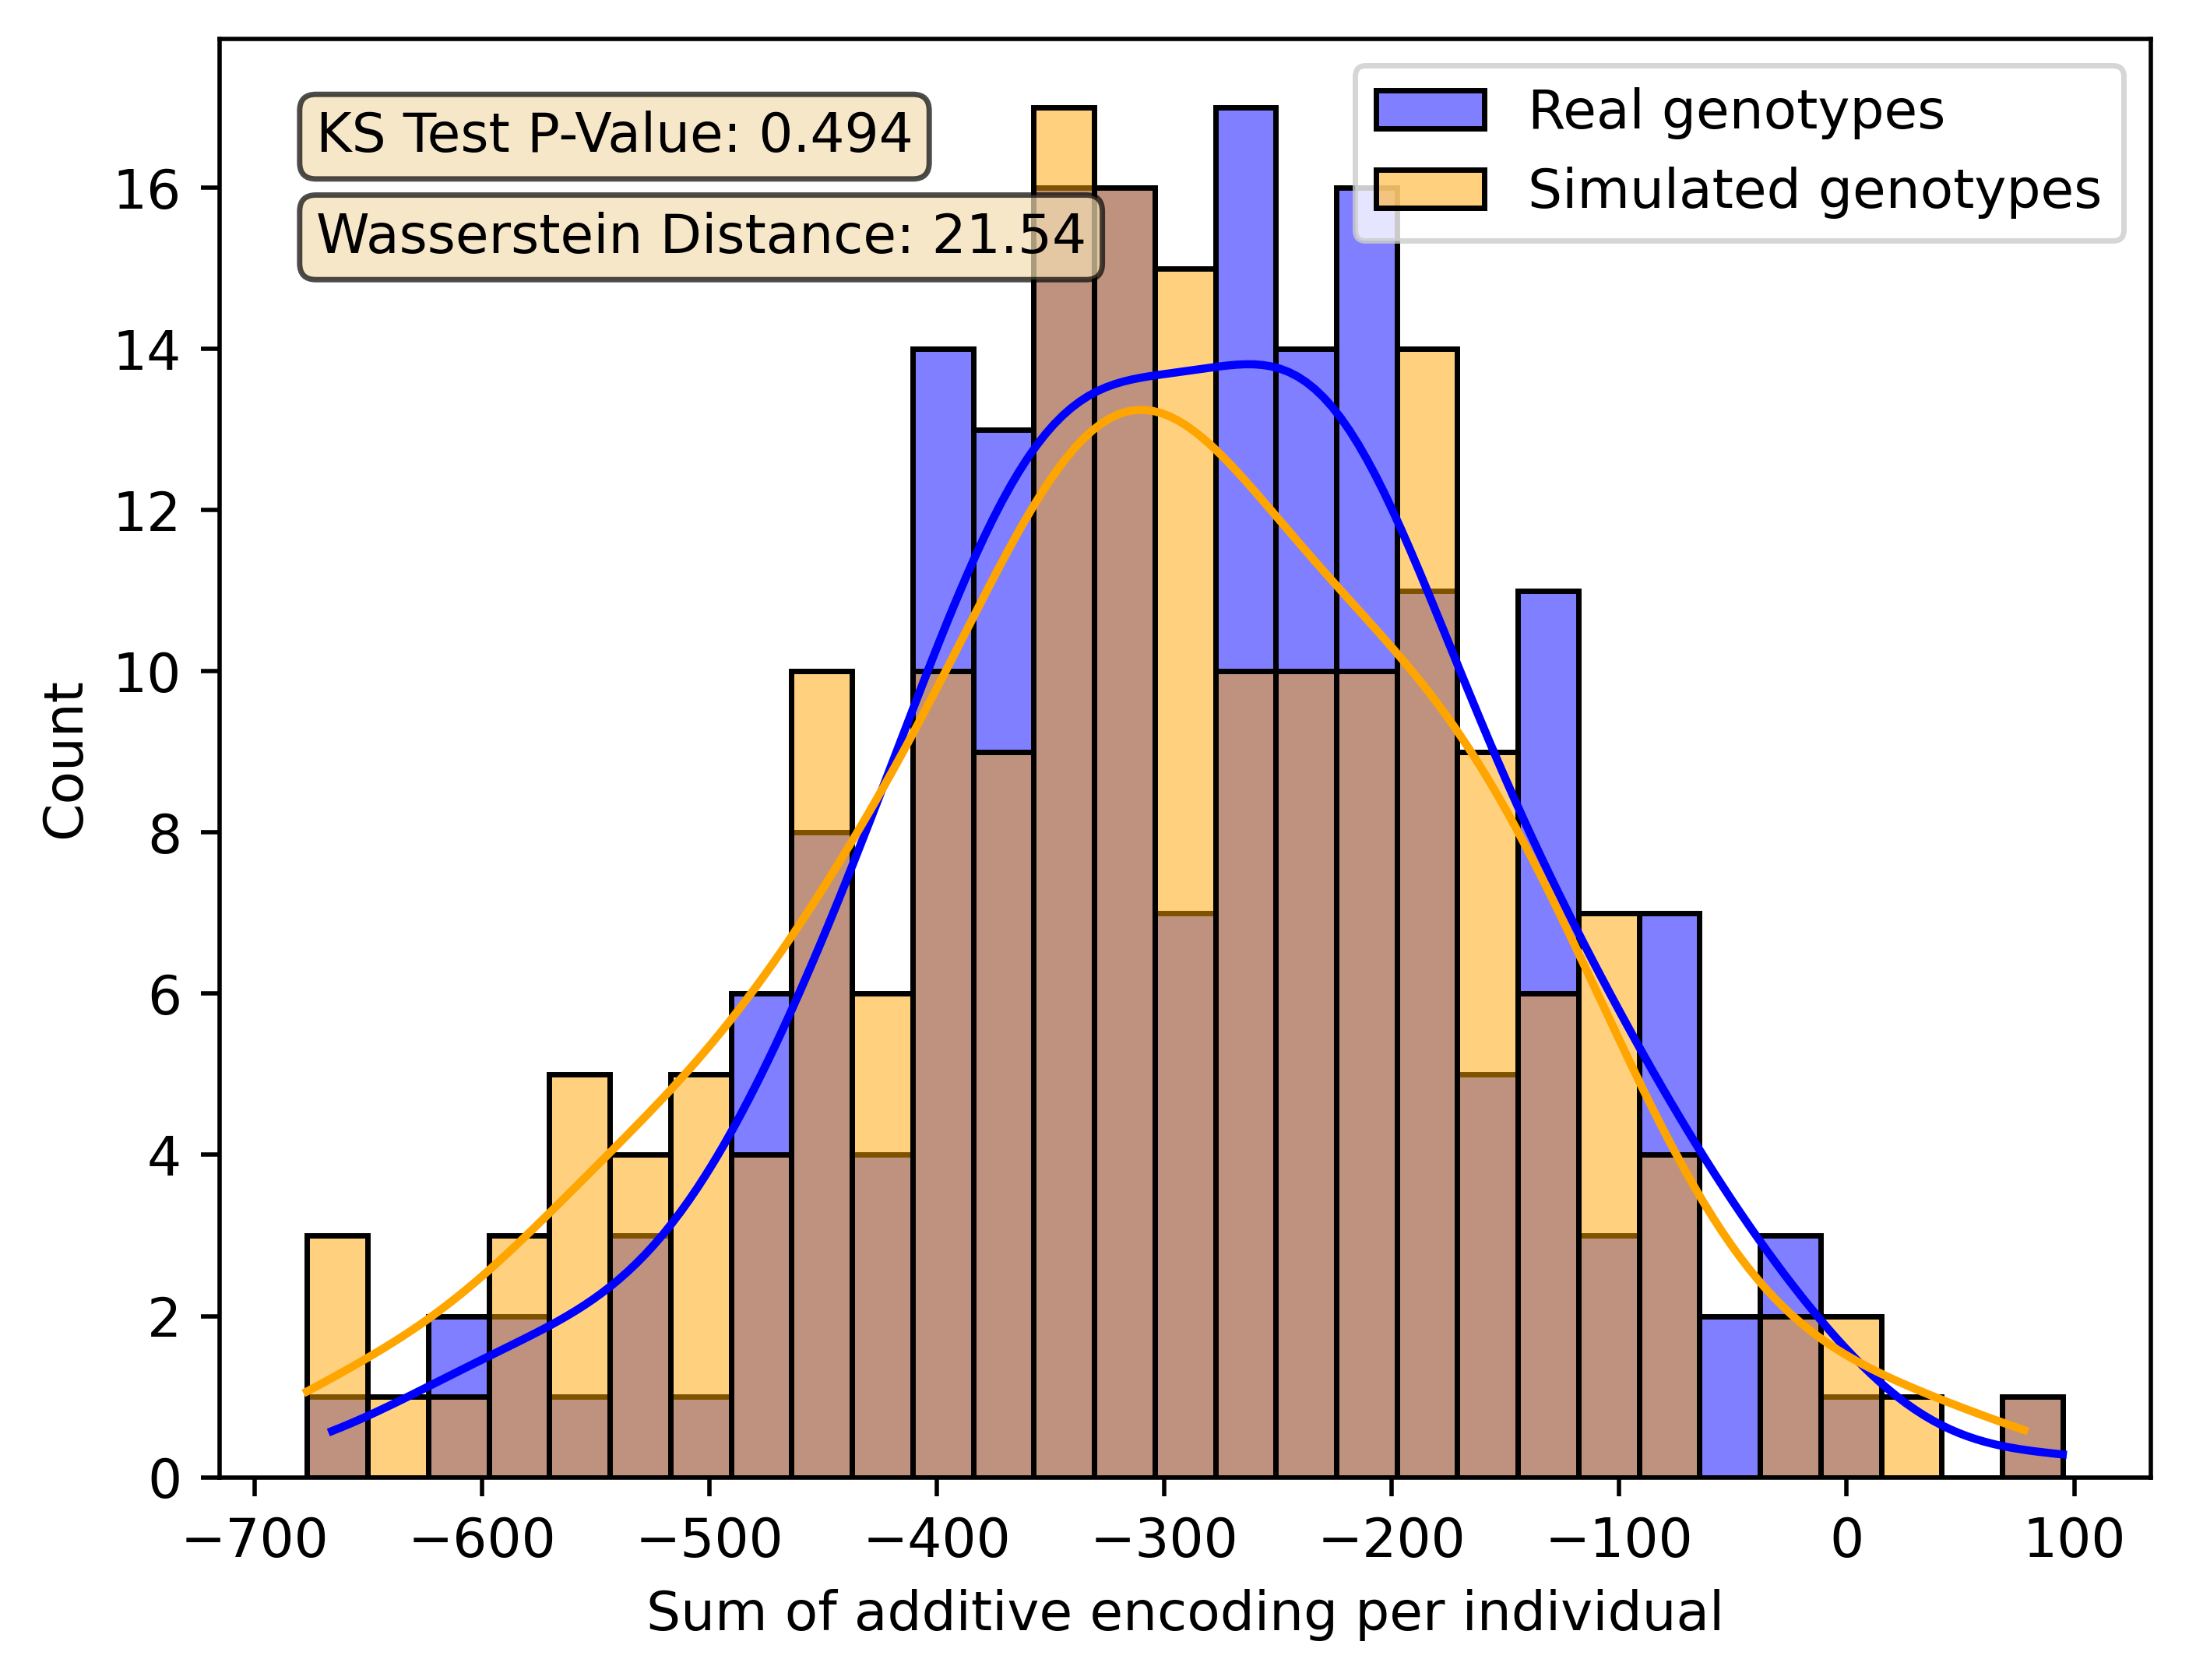 KS Test P-Value: 0.494
Wasserstein Distance: 21.54
Real genotypes
Simulated genotypes
Count
16
14
12
10
8
6
4
2
0
−700 −600 −500 −400 −300 −200 −100 0 100
Sum of additive encoding per individual